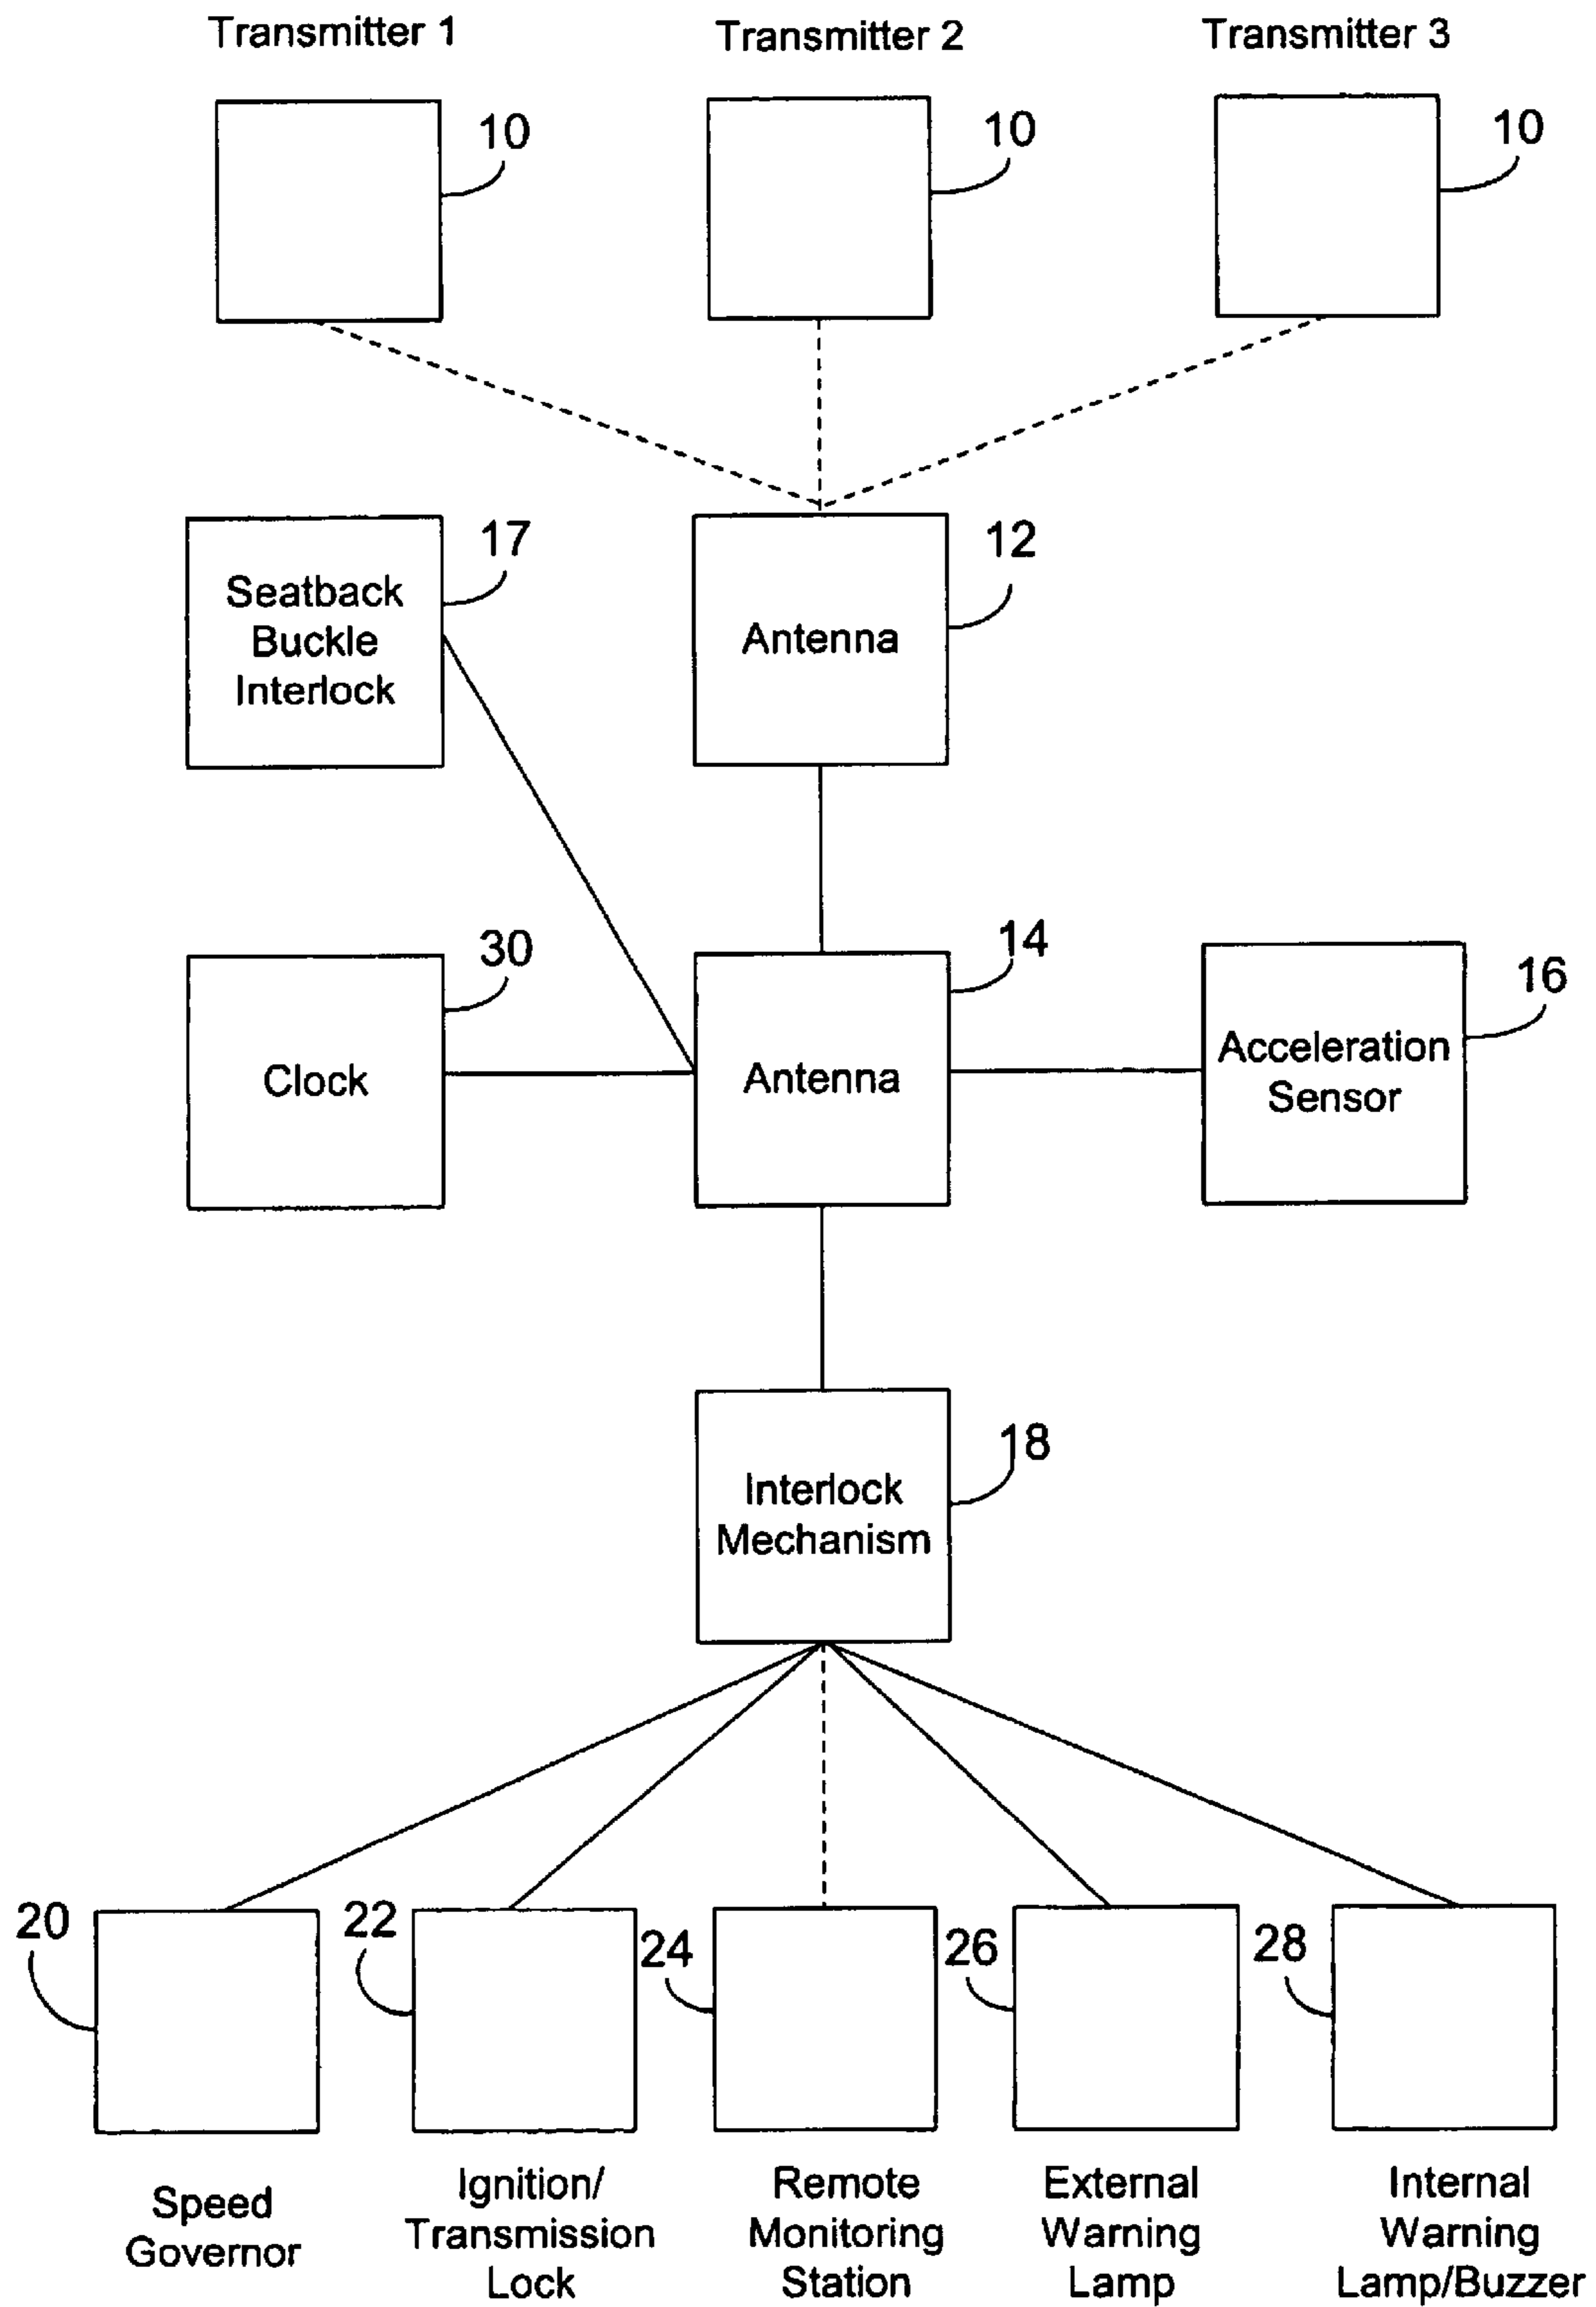 Transmitter 1
Transmitter 2
Transmitter 3
10
10
10
17
12
Seatback
Buckle
Interlock
Antenna
30
14
16
Clock
Antenna
Acceleration
Sensor
18
Interlock
Mechanism
20
22
24
26
28
Speed
Governor
Ignition/
Transmission
Lock
Remote
Monitoring
Station
External
Warning
Lamp
Internal
Warning
Lamp/Buzzer